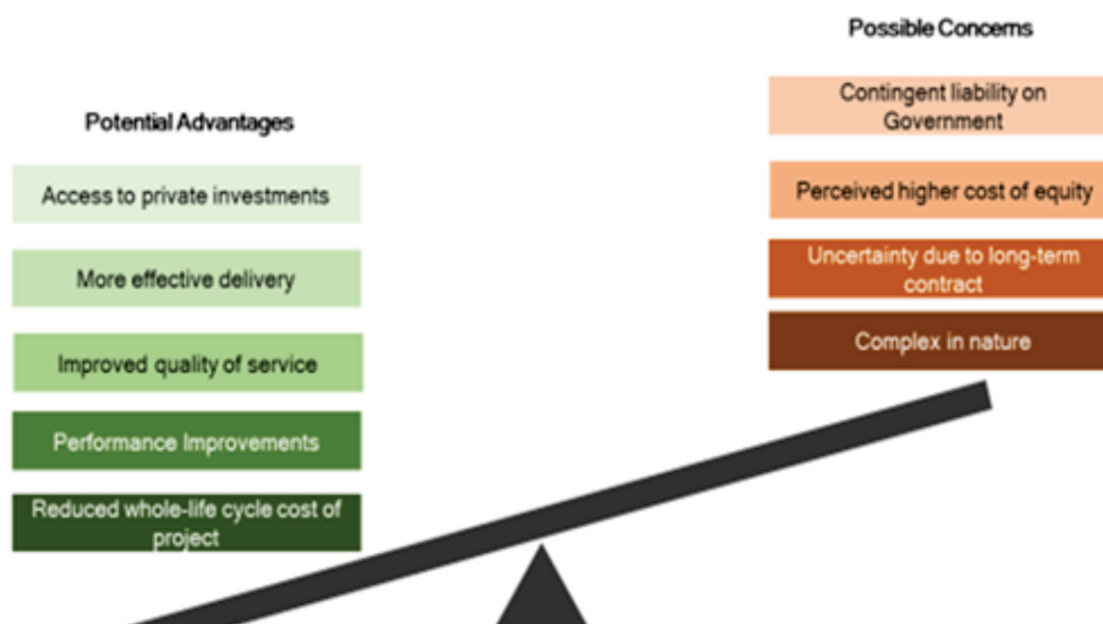 Potential Advantages
Access to private investments
More effective delivery
Improved quality of service
Performance Improvements
Reduced whole-life cycle cost of
project
Possible Concerns
Contingent liability on
Government
Perceived higher cost of equity
Uncertainty due to long-term
contract
Complex in nature